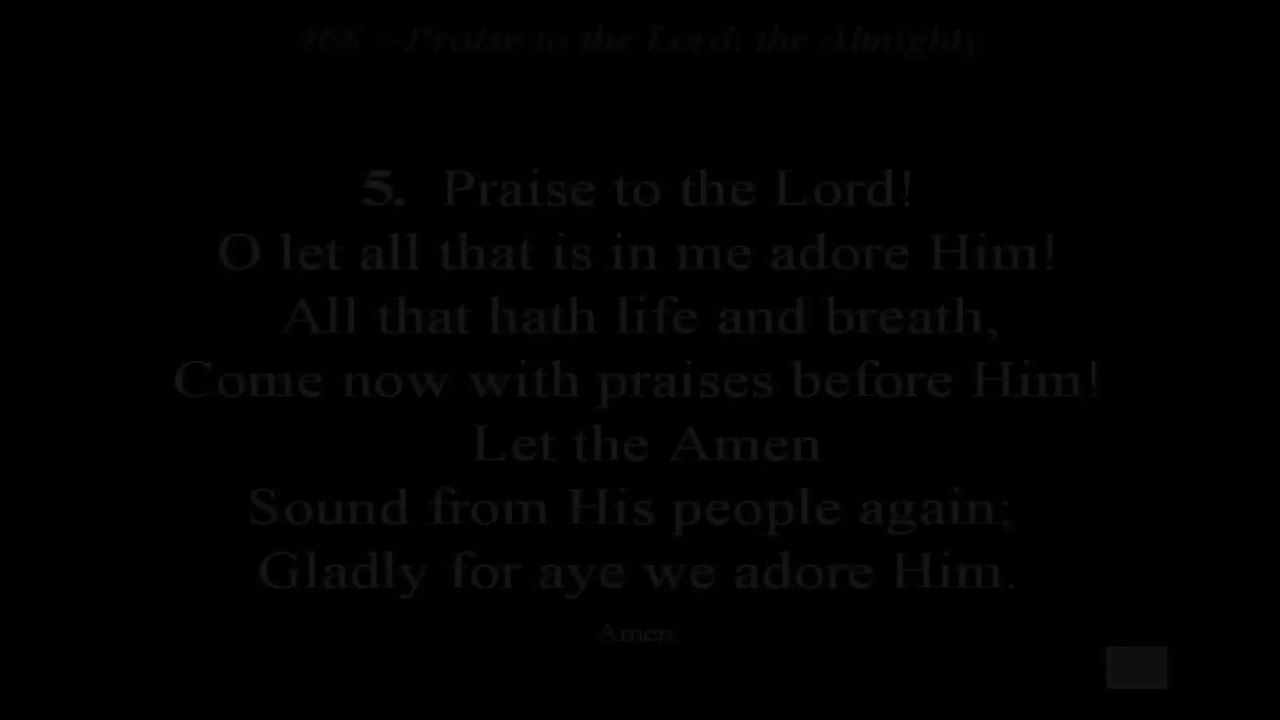 468 - Praise to the Lord, the Almighty
5. Praise to the Lord!
O let all that is in me adore Him!
All that hath life and breath,
Come now with praises before Him!
Let the Amen
Sound from His people again;
Gladly for aye we adore Him.
Amen